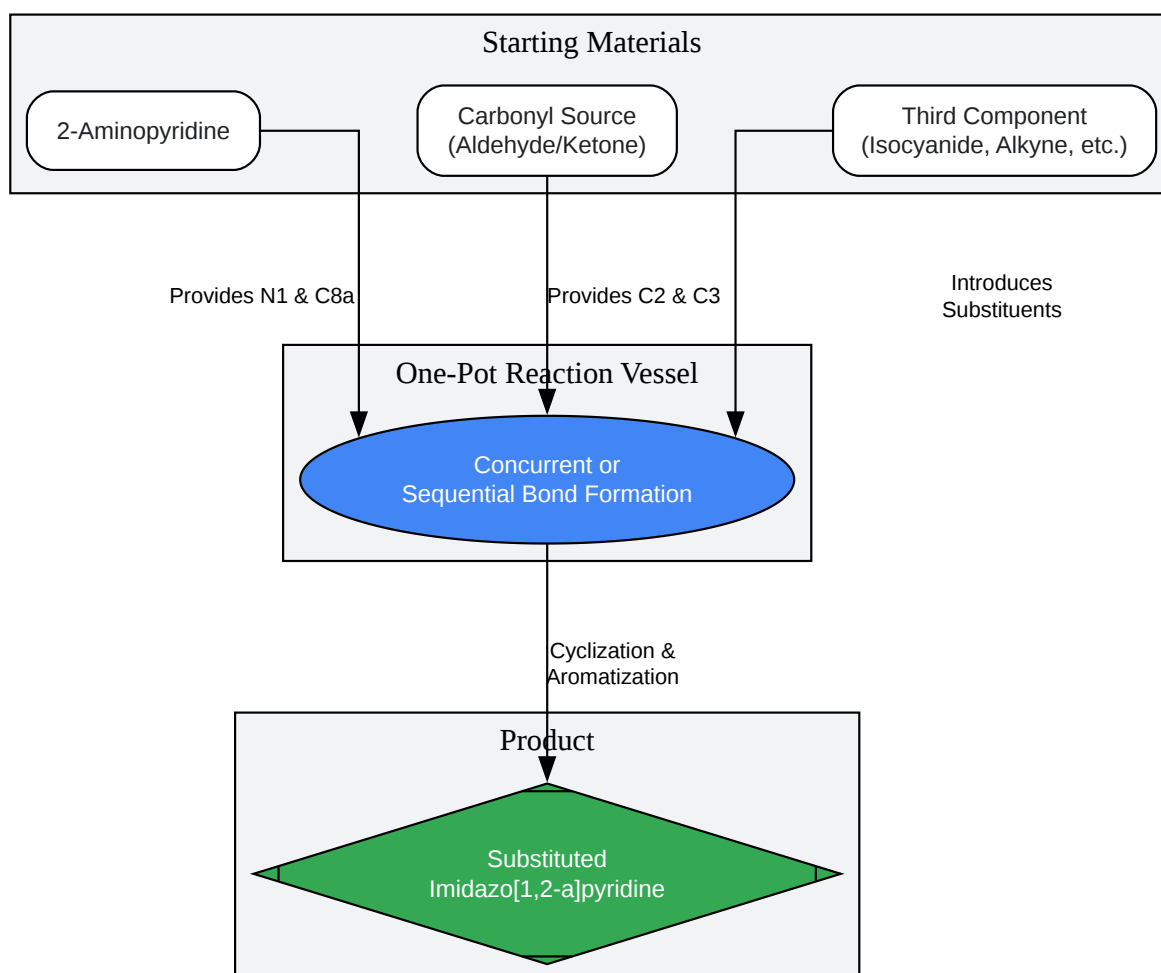 Starting Materials
2-Aminopyridine
Carbonyl Source
(Aldehyde/Ketone)
Third Component
(Isocyanide, Alkyne, etc.)
Provides N1 & C8a
Provides C2 & C3
Introduces
Substituents
One-Pot Reaction Vessel
Concurrent or
Sequential Bond Formation
Cyclization &
Aromatization
Product
Substituted
Imidazo[1,2-a]pyridine